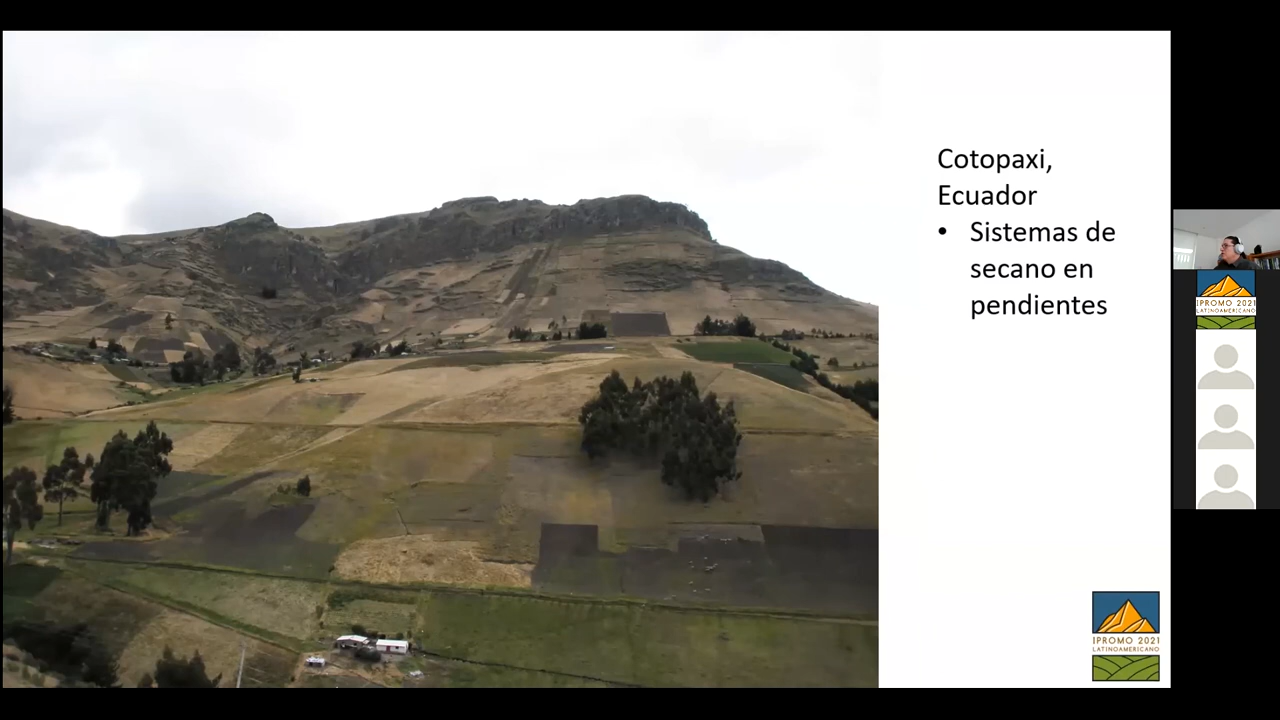 Cotopaxi,
Ecuador
• Sistemas de
secano en
pendientes
IPROMO 2021
LATINOAMERICANO
IPROMO 2021
LATINOAMERICANO